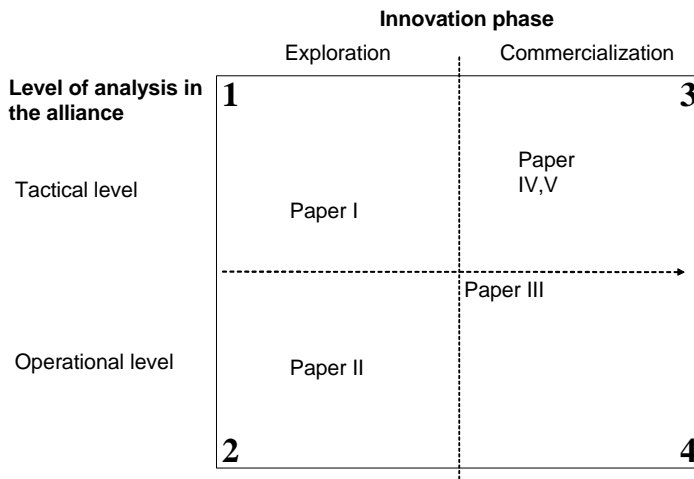 Innovation phase
Exploration
Commercialization
Level of analysis in
the alliance
1
3
Tactical level
Paper
IV,V
Paper I
Paper III
Operational level
Paper II
2
4